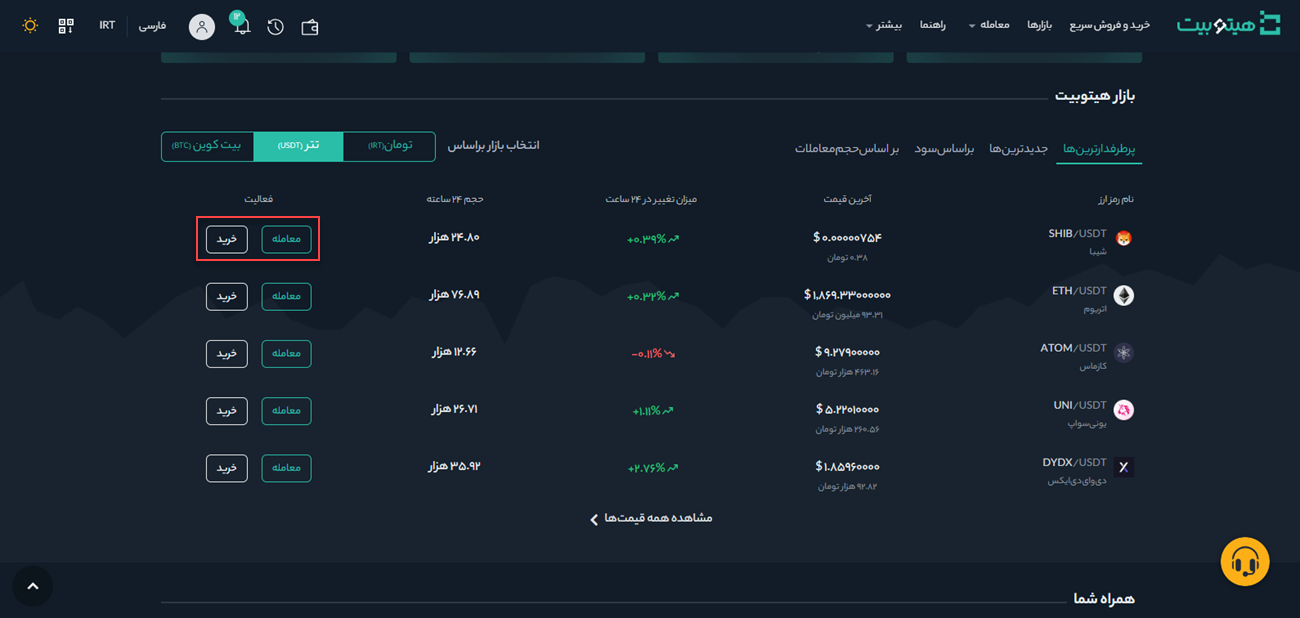 هیتوبیت
خرید و فروش سریع
بازارها
معامله
راهنما
بیشتر
۱۲
فارسی
IRT
بازار هیتوبیت
پرطرفدارترین‌ها
جدیدترین‌ها
براساس‌سود
بر اساس‌حجم‌معاملات
انتخاب بازار براساس
تومان (IRT)
تتر (USDT)
بیت کوین (BTC)
نام رمز ارز
آخرین قیمت
میزان تغییر در ۲۴ ساعت
حجم ۲۴ ساعته
فعالیت
SHIB/USDT
شیبا
$ ۰.۰۰۰۰۰۷۵۴
۰.۳۸ تومان
+۰.۳۹%
۲۴.۸۰ هزار
معامله
خرید
ETH/USDT
اتریوم
$ ۱,۸۶۹.۳۳۰۰۰۰۰۰
۹۳.۳۱ میلیون تومان
+۰.۳۲%
۷۶.۸۹ هزار
معامله
خرید
ATOM/USDT
کازماس
$ ۹.۲۷۹۰۰۰۰۰
۴۶۳.۱۶ هزار تومان
-۰.۱۱%
۱۲.۶۶ هزار
معامله
خرید
UNI/USDT
یونی‌سواپ
$ ۵.۲۲۰۱۰۰۰۰
۲۶۰.۵۶ هزار تومان
+۱.۱۱%
۲۶.۷۱ هزار
معامله
خرید
DYDX/USDT
دی‌وای‌دی‌ایکس
$ ۱.۸۵۹۶۰۰۰۰
۹۲.۸۲ هزار تومان
+۲.۷۶%
۳۵.۹۲ هزار
معامله
خرید
مشاهده همه قیمت‌ها
همراه شما